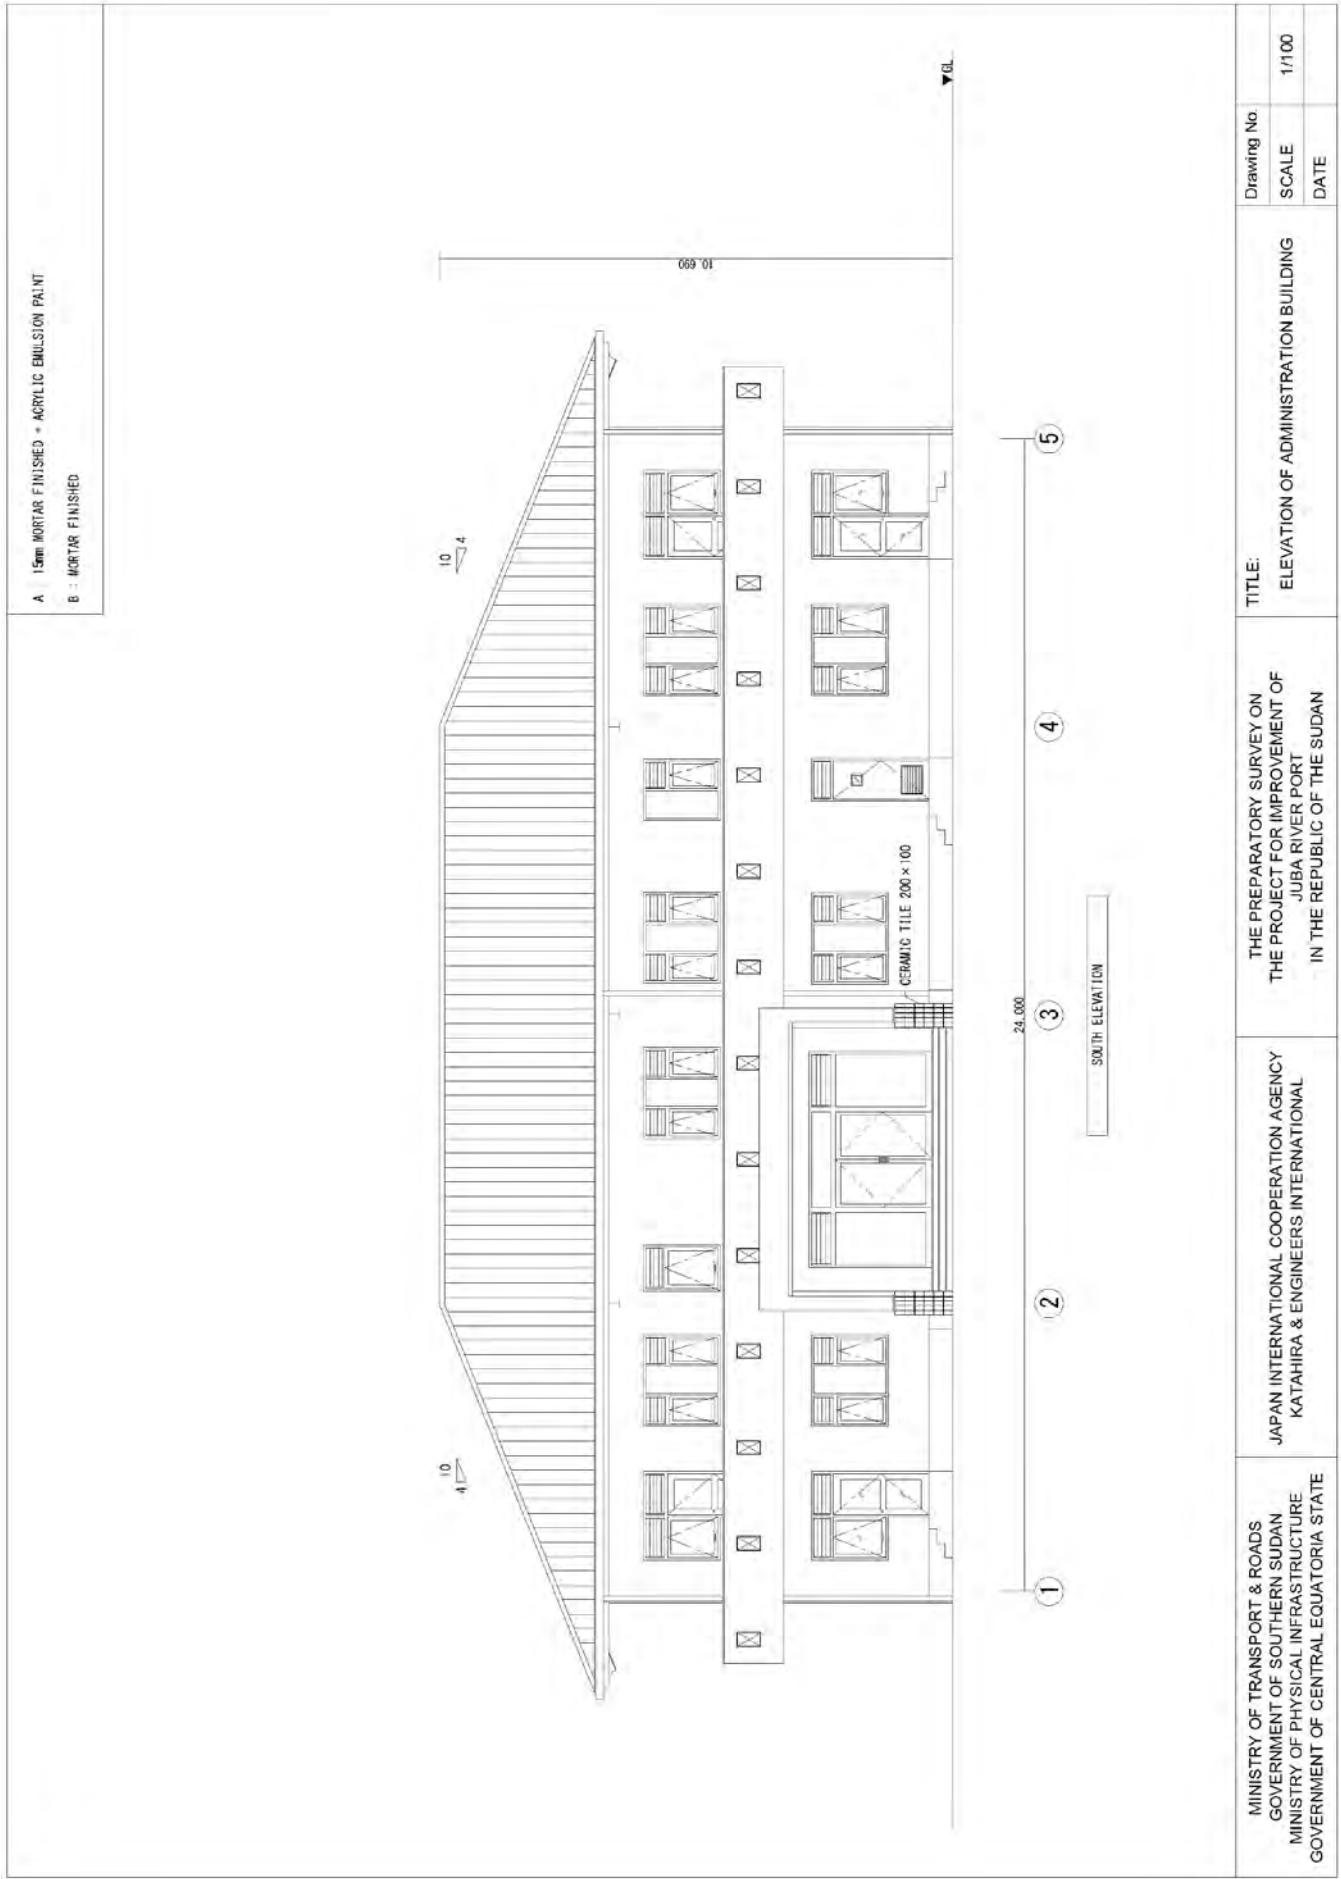 A : 15mm MORTAR FINISHED + ACRYLIC EMULSION PAINT
B : MORTAR FINISHED
10
4
10
4
10.690
▼GL
CERAMIC TILE 200×100
24.000
1
2
3
4
5
SOUTH ELEVATION
MINISTRY OF TRANSPORT & ROADS
GOVERNMENT OF SOUTHERN SUDAN
MINISTRY OF PHYSICAL INFRASTRUCTURE
GOVERNMENT OF CENTRAL EQUATORIA STATE
JAPAN INTERNATIONAL COOPERATION AGENCY
KATAHIRA & ENGINEERS INTERNATIONAL
THE PREPARATORY SURVEY ON
THE PROJECT FOR IMPROVEMENT OF
JUBA RIVER PORT
IN THE REPUBLIC OF THE SUDAN
TITLE:
ELEVATION OF ADMINISTRATION BUILDING
Drawing No.
SCALE 1/100
DATE